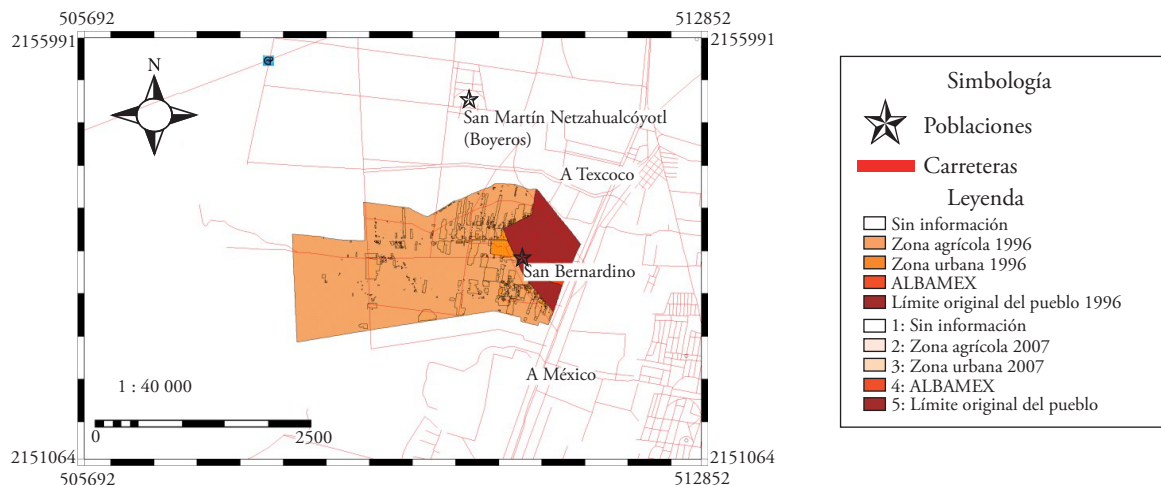 505692
512852
2155991
2155991
N
San Martín Netzahualcóyotl
(Boyeros)
A Texcoco
San Bernardino
A México
1 : 40 000
0
2500
2151064
2151064
505692
512852
Simbología
Poblaciones
Carreteras
Leyenda
Sin información
Zona agrícola 1996
Zona urbana 1996
ALBAMEX
Límite original del pueblo 1996
1: Sin información
2: Zona agrícola 2007
3: Zona urbana 2007
4: ALBAMEX
5: Límite original del pueblo